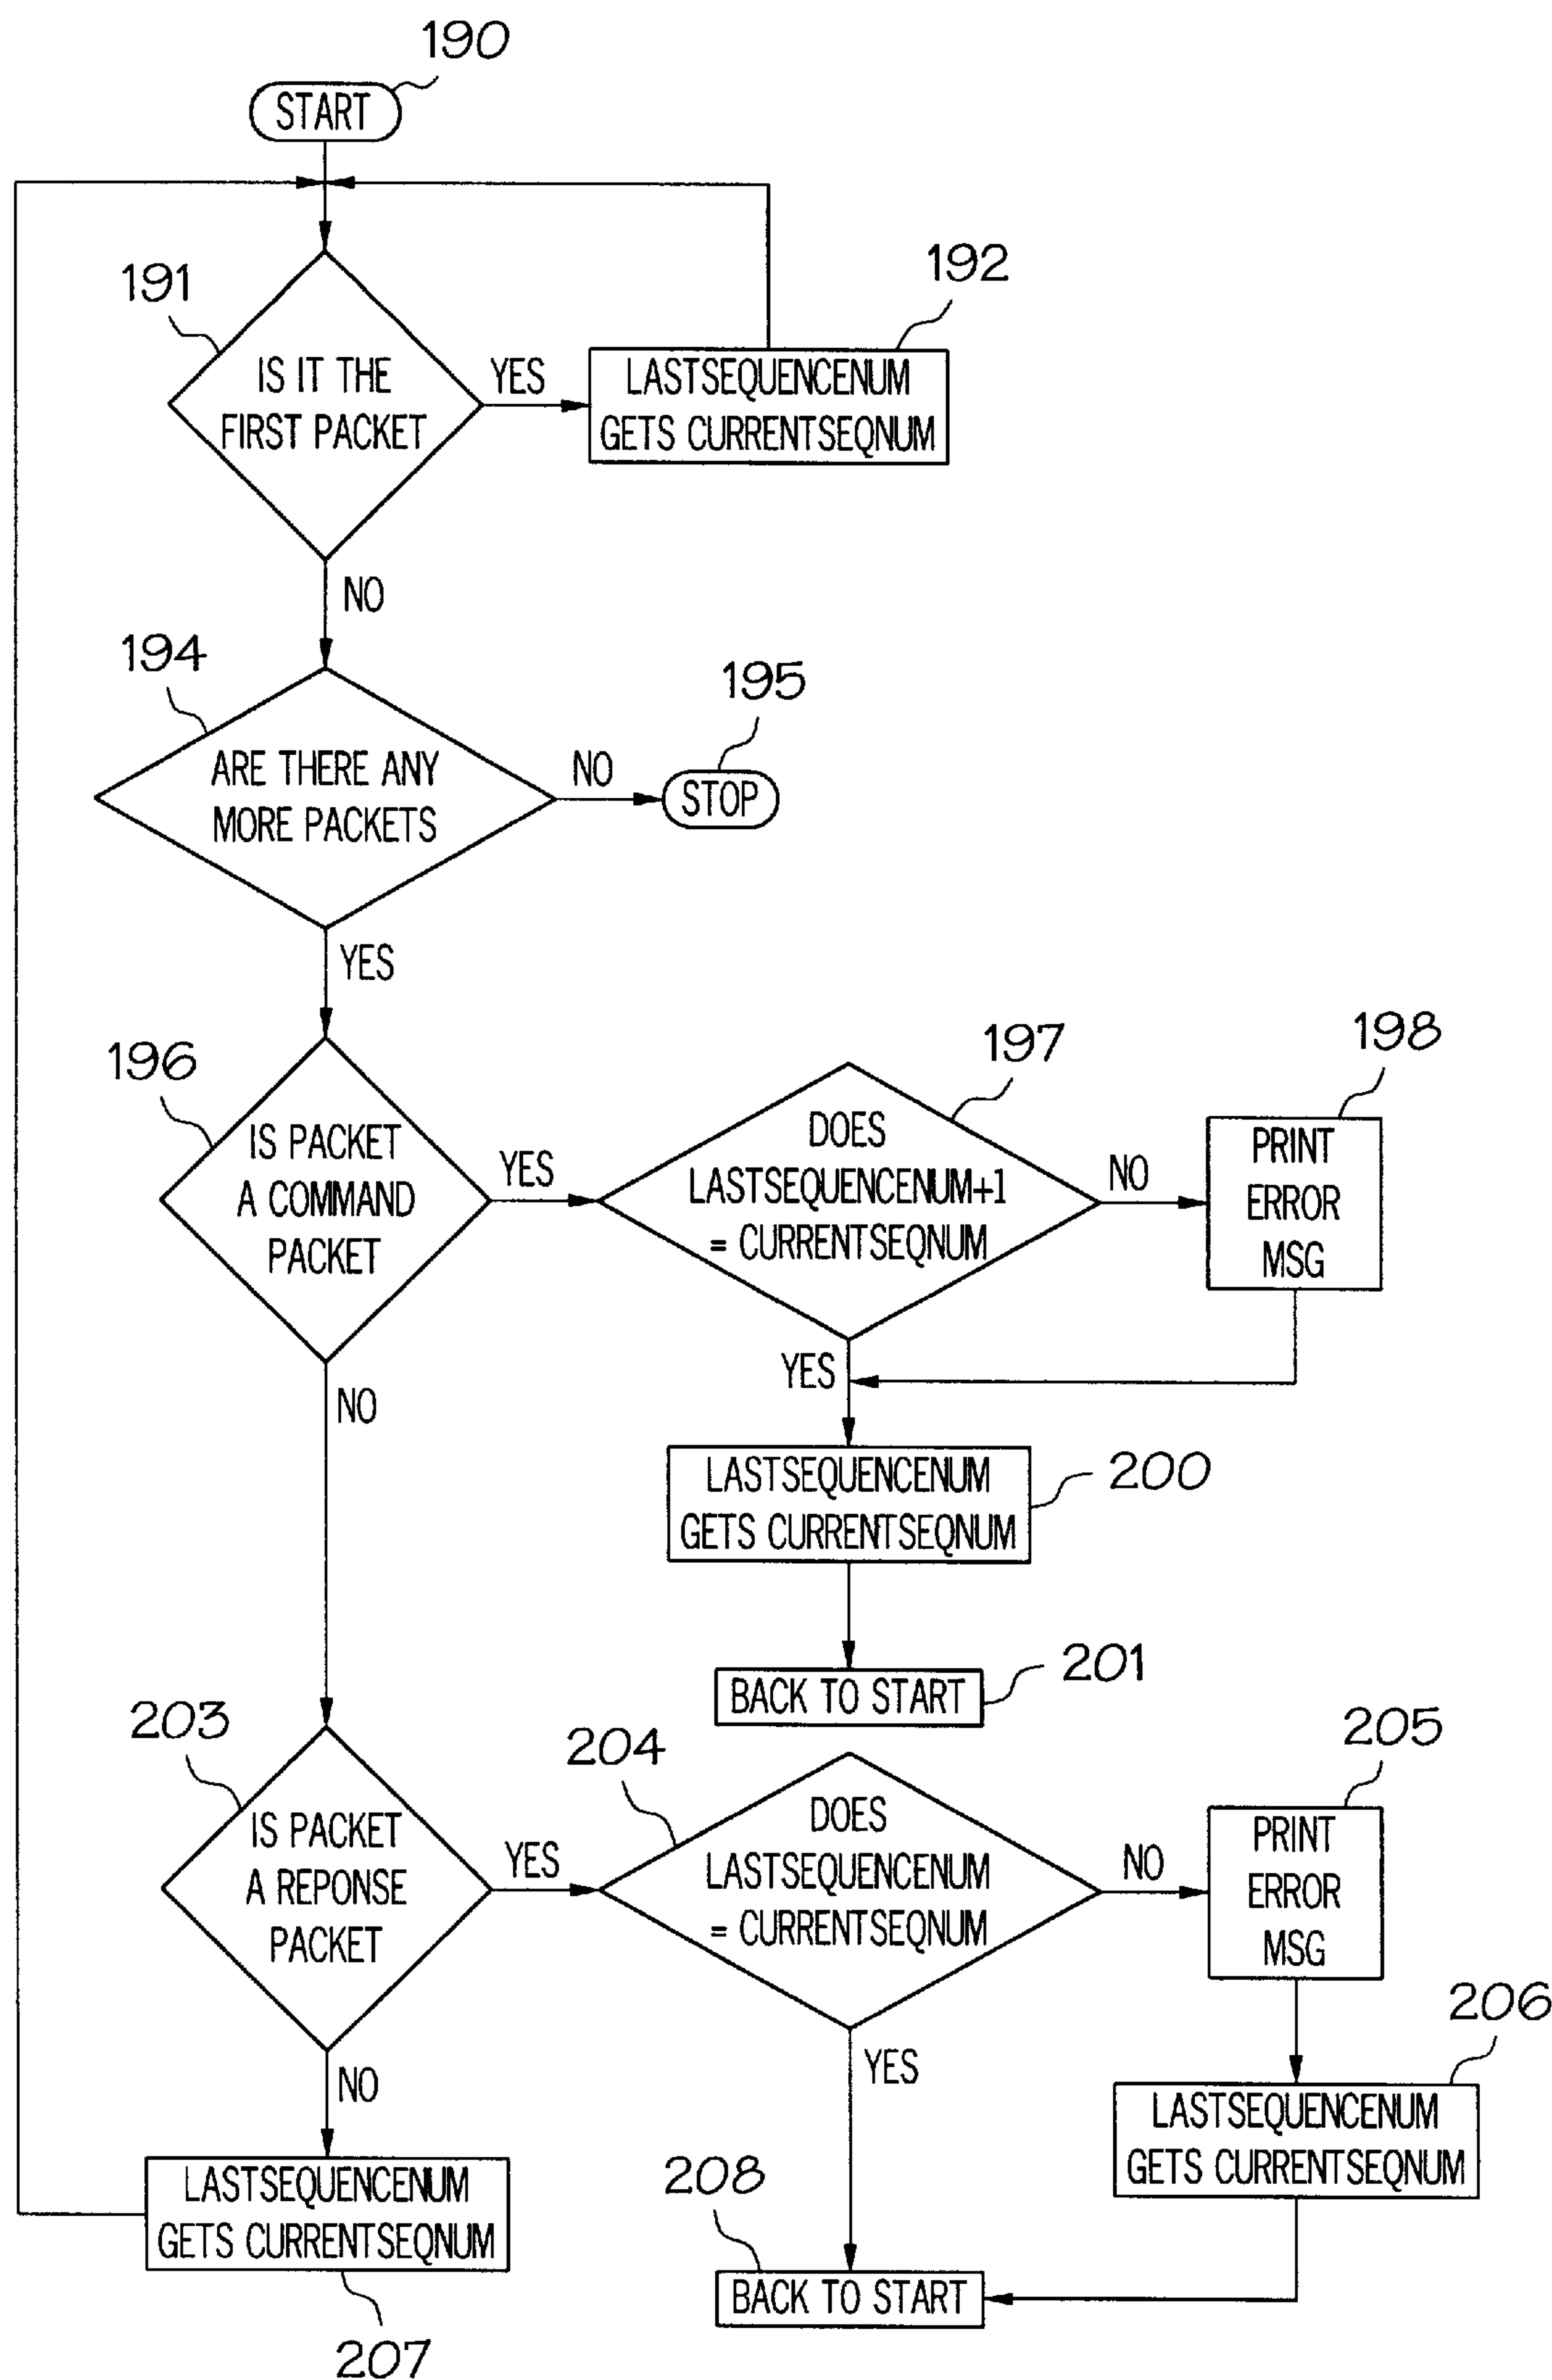 190
START
191
IS IT THE
FIRST PACKET
YES
192
LASTSEQUENCENUM
GETS CURRENTSEQNUM
NO
194
ARE THERE ANY
MORE PACKETS
NO
195
STOP
YES
196
IS PACKET
A COMMAND
PACKET
YES
197
DOES
LASTSEQUENCENUM+1
= CURRENTSEQNUM
NO
198
PRINT
ERROR
MSG
YES
NO
LASTSEQUENCENUM
GETS CURRENTSEQNUM
200
BACK TO START
201
203
IS PACKET
A REPONSE
PACKET
YES
204
DOES
LASTSEQUENCENUM
= CURRENTSEQNUM
NO
205
PRINT
ERROR
MSG
YES
206
LASTSEQUENCENUM
GETS CURRENTSEQNUM
NO
LASTSEQUENCENUM
GETS CURRENTSEQNUM
207
208
BACK TO START